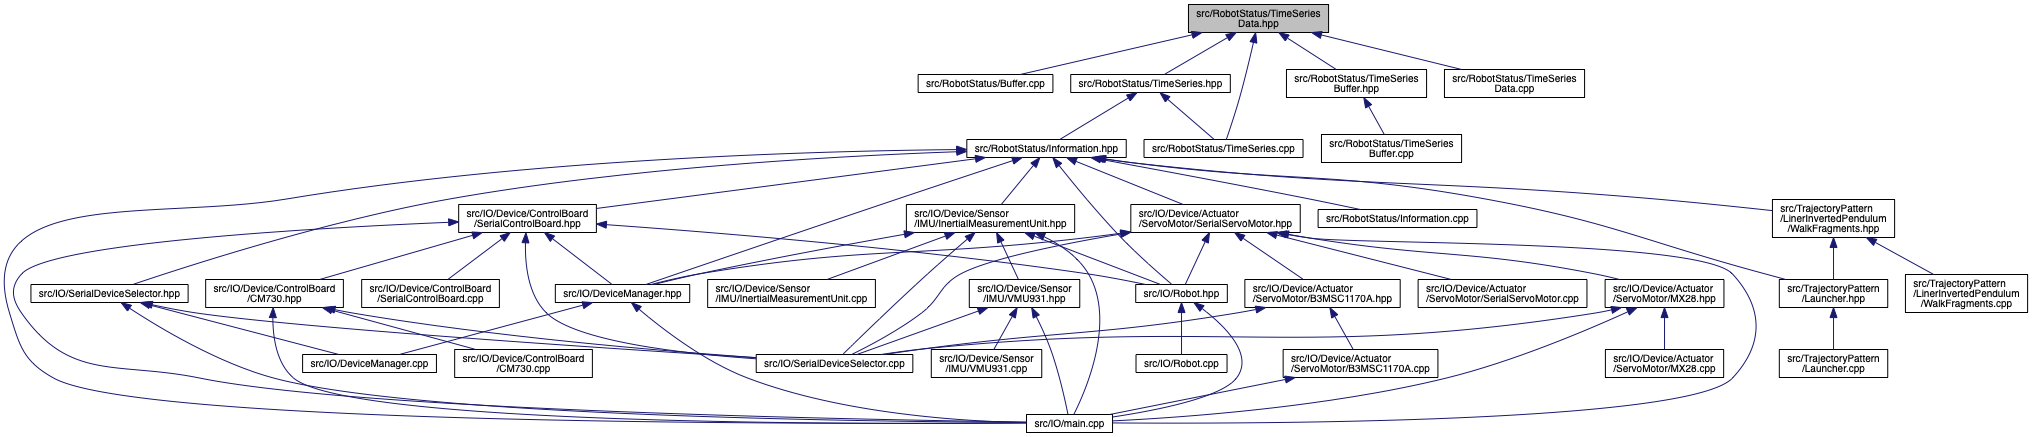 src/RobotStatus/TimeSeries
Data.hpp
src/RobotStatus/Buffer.cpp
src/RobotStatus/TimeSeries.hpp
src/RobotStatus/TimeSeries
Buffer.hpp
src/RobotStatus/TimeSeries
Data.cpp
src/RobotStatus/Information.hpp
src/RobotStatus/TimeSeries.cpp
src/RobotStatus/TimeSeries
Buffer.cpp
src/IO/Device/ControlBoard
/SerialControlBoard.hpp
src/IO/Device/Sensor
/IMU/InertialMeasurementUnit.hpp
src/IO/Device/Actuator
/ServoMotor/SerialServoMotor.hpp
src/RobotStatus/Information.cpp
src/TrajectoryPattern
/LinerInvertedPendulum
/WalkFragments.hpp
src/IO/SerialDeviceSelector.hpp
src/IO/Device/ControlBoard
/CM730.hpp
src/IO/Device/ControlBoard
/SerialControlBoard.cpp
src/IO/DeviceManager.hpp
src/IO/Device/Sensor
/IMU/InertialMeasurementUnit.cpp
src/IO/Device/Sensor
/IMU/VMU931.hpp
src/IO/Robot.hpp
src/IO/Device/Actuator
/ServoMotor/B3MSC1170A.hpp
src/IO/Device/Actuator
/ServoMotor/SerialServoMotor.cpp
src/IO/Device/Actuator
/ServoMotor/MX28.hpp
src/TrajectoryPattern
/Launcher.hpp
src/TrajectoryPattern
/LinerInvertedPendulum
/WalkFragments.cpp
src/IO/DeviceManager.cpp
src/IO/Device/ControlBoard
/CM730.cpp
src/IO/SerialDeviceSelector.cpp
src/IO/Device/Sensor
/IMU/VMU931.cpp
src/IO/Robot.cpp
src/IO/Device/Actuator
/ServoMotor/B3MSC1170A.cpp
src/IO/Device/Actuator
/ServoMotor/MX28.cpp
src/TrajectoryPattern
/Launcher.cpp
src/IO/main.cpp